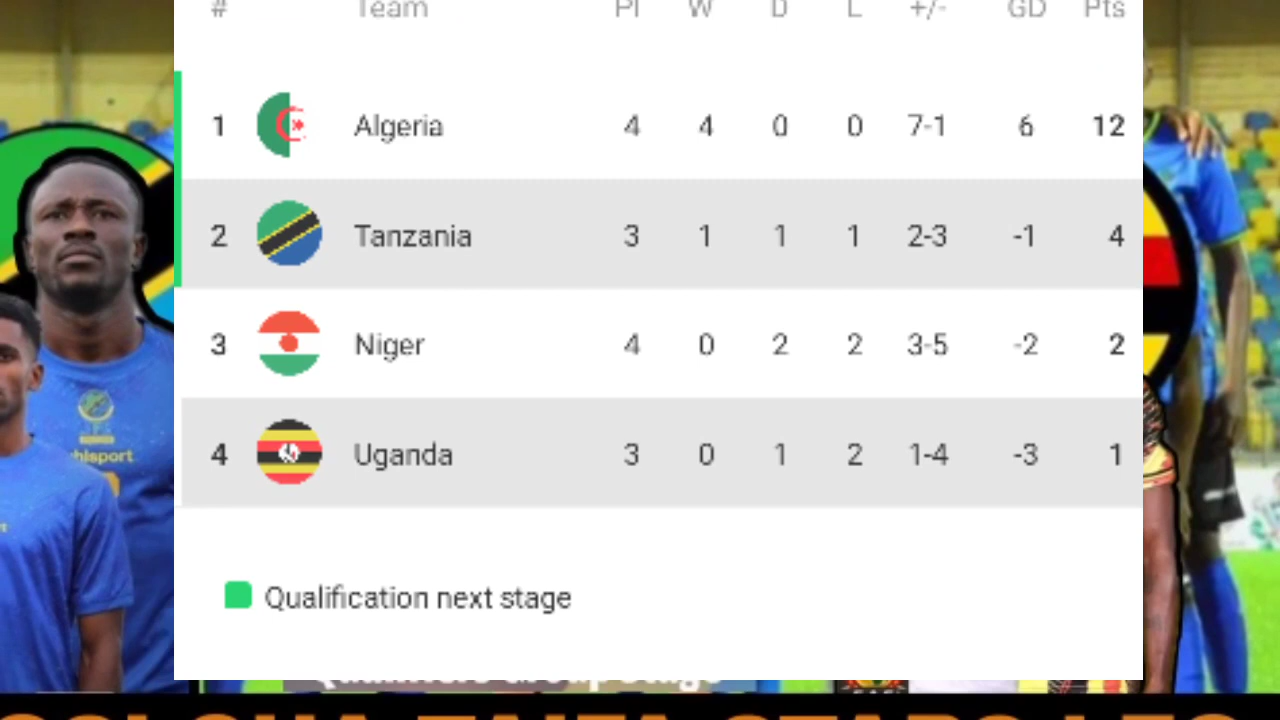 # Team Pl W D L +/- GD Pts
1 Algeria 4 4 0 0 7-1 6 12
2 Tanzania 3 1 1 1 2-3 -1 4
3 Niger 4 0 2 2 3-5 -2 2
4 Uganda 3 0 1 2 1-4 -3 1
Qualification next stage
uhlsport